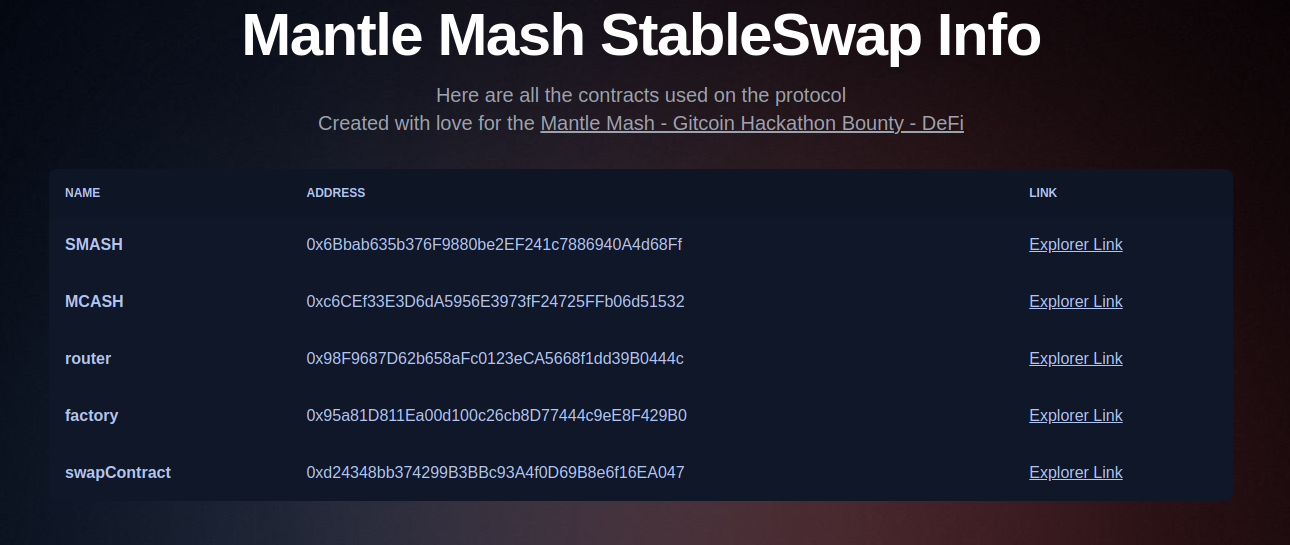 Mantle Mash StableSwap Info
Here are all the contracts used on the protocol
Created with love for the Mantle Mash - Gitcoin Hackathon Bounty - DeFi
NAME ADDRESS LINK
SMASH 0x6Bbab635b376F9880be2EF241c7886940A4d68Ff Explorer Link
MCASH 0xc6CEf33E3D6dA5956E3973fF24725FFb06d51532 Explorer Link
router 0x98F9687D62b658aFc0123eCA5668f1dd39B0444c Explorer Link
factory 0x95a81D811Ea00d100c26cb8D77444c9eE8F429B0 Explorer Link
swapContract 0xd24348bb374299B3BBc93A4f0D69B8e6f16EA047 Explorer Link